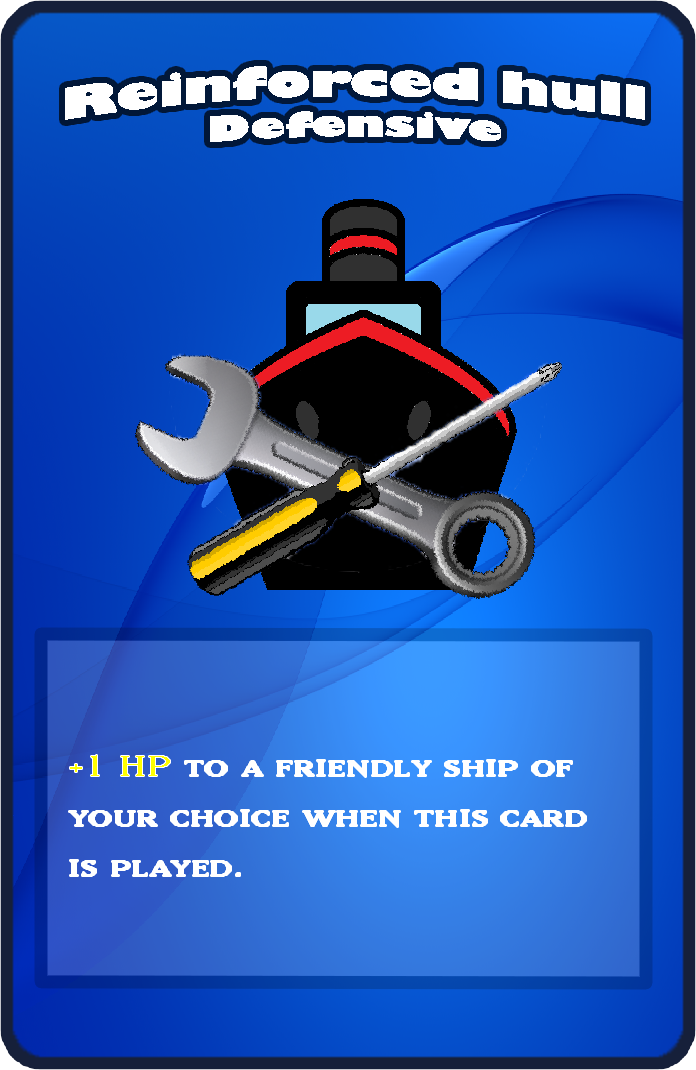 Reinforced hull
Defensive
+1 HP TO A FRIENDLY SHIP OF
YOUR CHOICE WHEN THIS CARD
IS PLAYED.